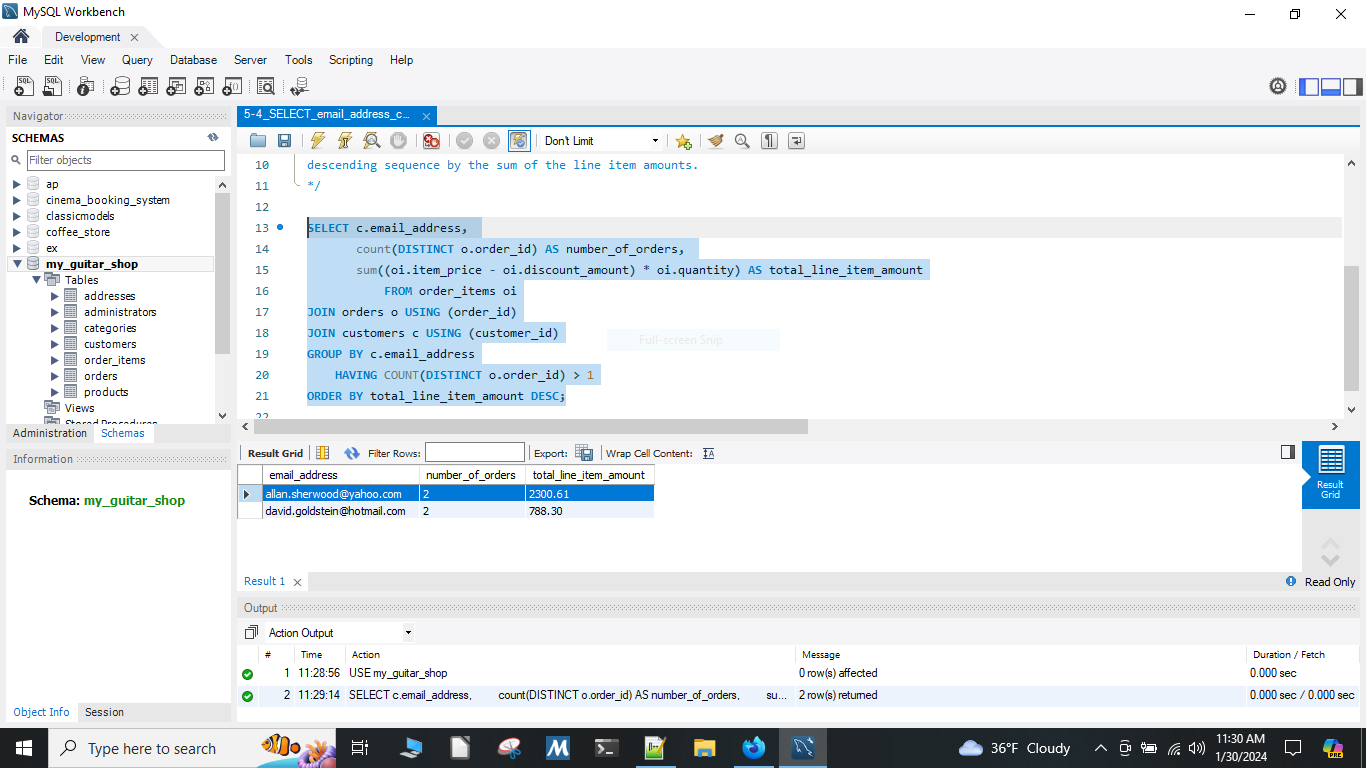 MySQL Workbench
Development
File Edit View Query Database Server Tools Scripting Help
Navigator
SCHEMAS
Filter objects
ap
cinema_booking_system
classicmodels
coffee_store
ex
my_guitar_shop
Tables
addresses
administrators
categories
customers
order_items
orders
products
Views
Stored Procedures
Administration Schemas
Information
Schema: my_guitar_shop
Object Info Session
5-4_SELECT_email_address_c...
Don't Limit
10 descending sequence by the sum of the line item amounts.
11 */
12
13 SELECT c.email_address,
14 count(DISTINCT o.order_id) AS number_of_orders,
15 sum((oi.item_price - oi.discount_amount) * oi.quantity) AS total_line_item_amount
16 FROM order_items oi
17 JOIN orders o USING (order_id)
18 JOIN customers c USING (customer_id)
19 GROUP BY c.email_address
20 HAVING COUNT(DISTINCT o.order_id) > 1
21 ORDER BY total_line_item_amount DESC;
22
Full-screen Snip
Result Grid Filter Rows: Export: Wrap Cell Content:
email_address number_of_orders total_line_item_amount
allan.sherwood@yahoo.com 2 2300.61
david.goldstein@hotmail.com 2 788.30
Result Grid
Result 1
Read Only
Output
Action Output
# Time Action Message Duration / Fetch
1 11:28:56 USE my_guitar_shop 0 row(s) affected 0.000 sec
2 11:29:14 SELECT c.email_address, count(DISTINCT o.order_id) AS number_of_orders, su... 2 row(s) returned 0.000 sec / 0.000 sec
Type here to search
36°F Cloudy
11:30 AM
1/30/2024